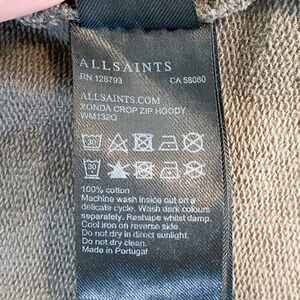 ALLSAINTS
RN 128793 CA 58080
ALLSAINTS.COM
XONDA CROP ZIP HOODY
WM132Q
30
30
100% cotton
Machine wash inside out on a
delicate cycle. Wash dark colours
separately. Reshape whilst damp.
Cool iron on reverse side.
Do not dry in direct sunlight.
Do not dry clean.
Made in Portugal